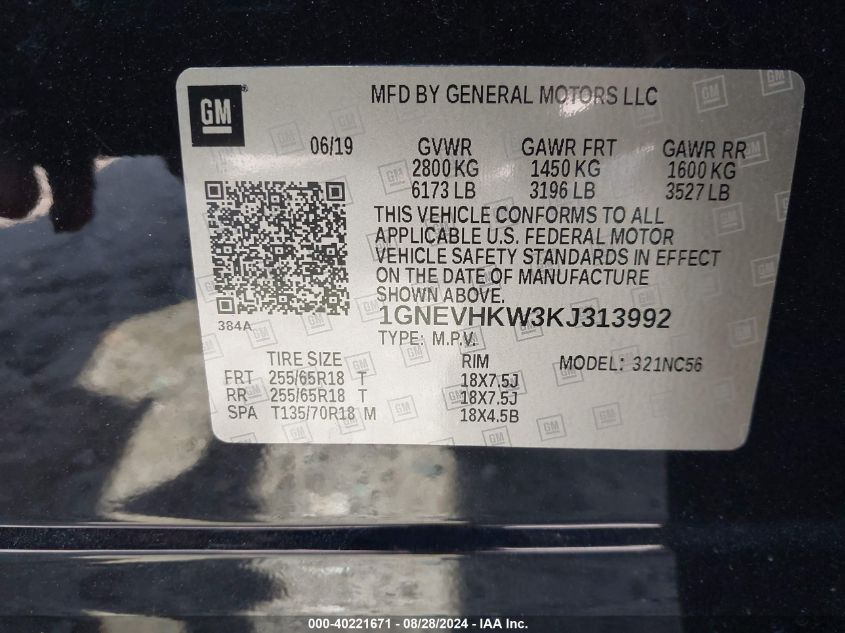 GM ®
MFD BY GENERAL MOTORS LLC
06/19 GVWR GAWR FRT GAWR RR
2800 KG 1450 KG 1600 KG
6173 LB 3196 LB 3527 LB
THIS VEHICLE CONFORMS TO ALL
APPLICABLE U.S. FEDERAL MOTOR
VEHICLE SAFETY STANDARDS IN EFFECT
ON THE DATE OF MANUFACTURE
SHOWN ABOVE.
384A
1GNEVHKW3KJ313992
TYPE: M.P.V.
TIRE SIZE RIM MODEL: 321NC56
FRT 255/65R18 T 18X7.5J
RR 255/65R18 T 18X7.5J
SPA T135/70R18 M 18X4.5B
000-40221671 - 08/28/2024 - IAA Inc.